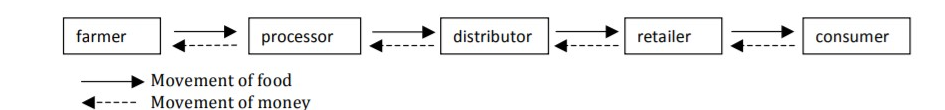 farmer processor distributor retailer consumer
Movement of food
Movement of money